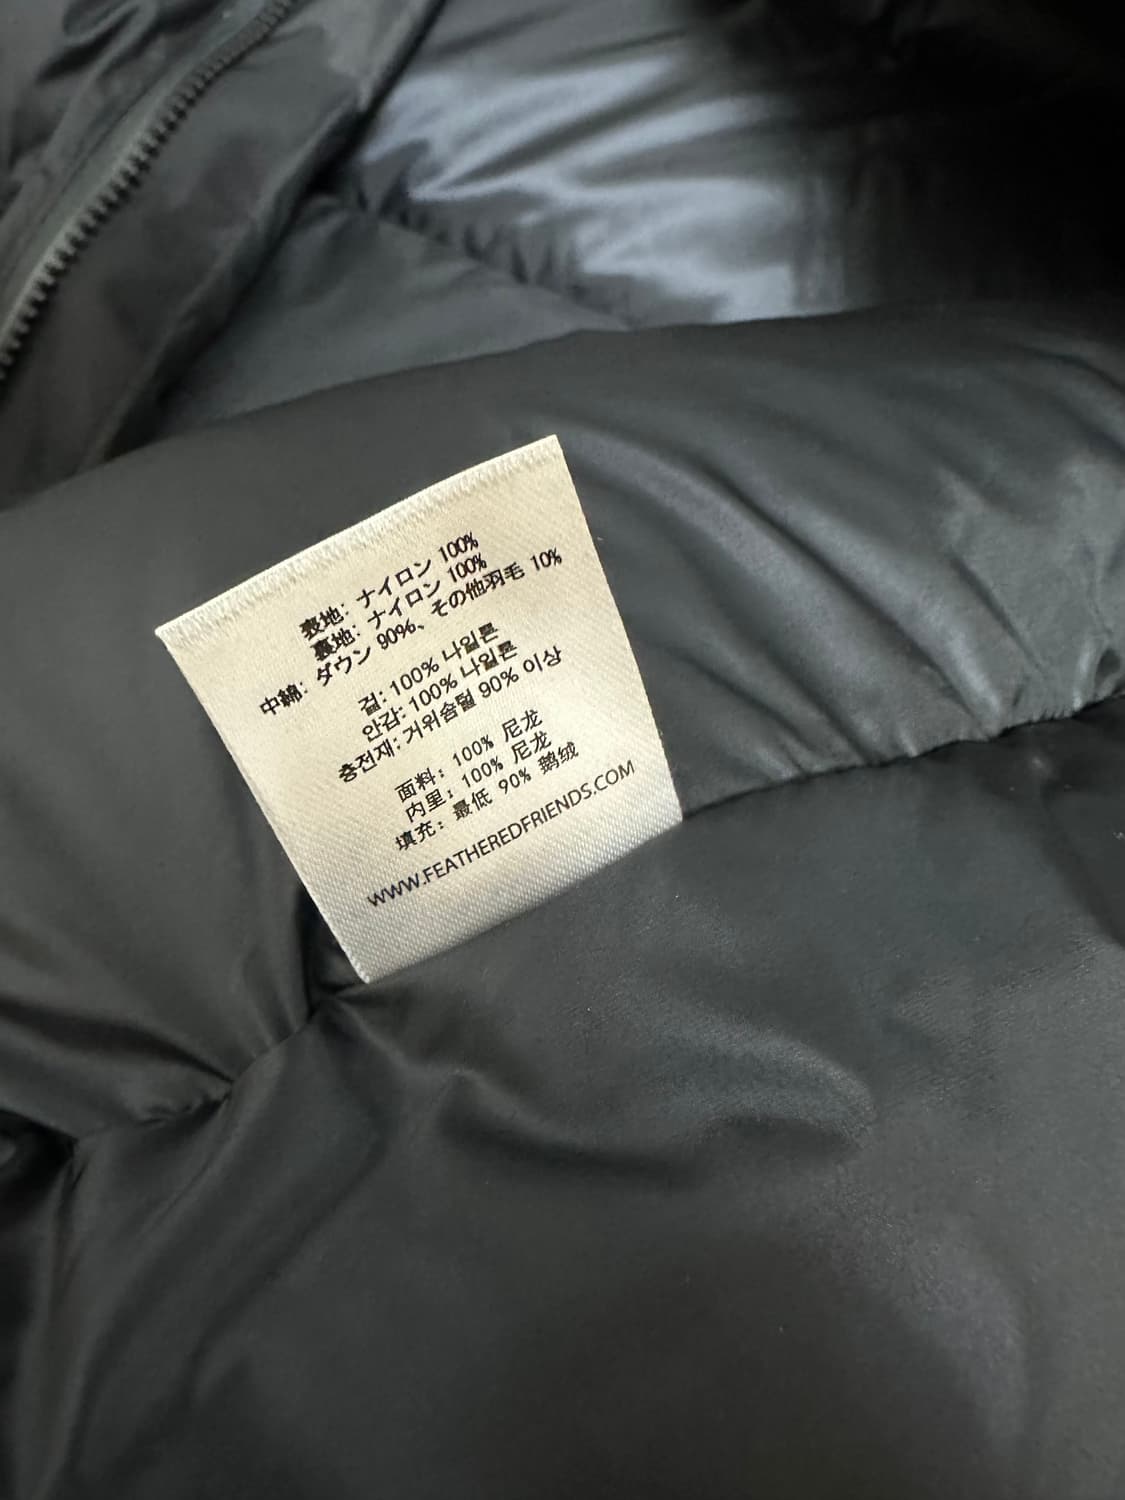 表地: ナイロン 100%
裏地: ナイロン 100%
中綿: ダウン 90%、その他羽毛 10%
겉: 100% 나일론
안감: 100% 나일론
충전재: 거위솜털 90% 이상
面料: 100% 尼龙
内里: 100% 尼龙
填充: 最低 90% 鹅绒
WWW.FEATHEREDFRIENDS.COM